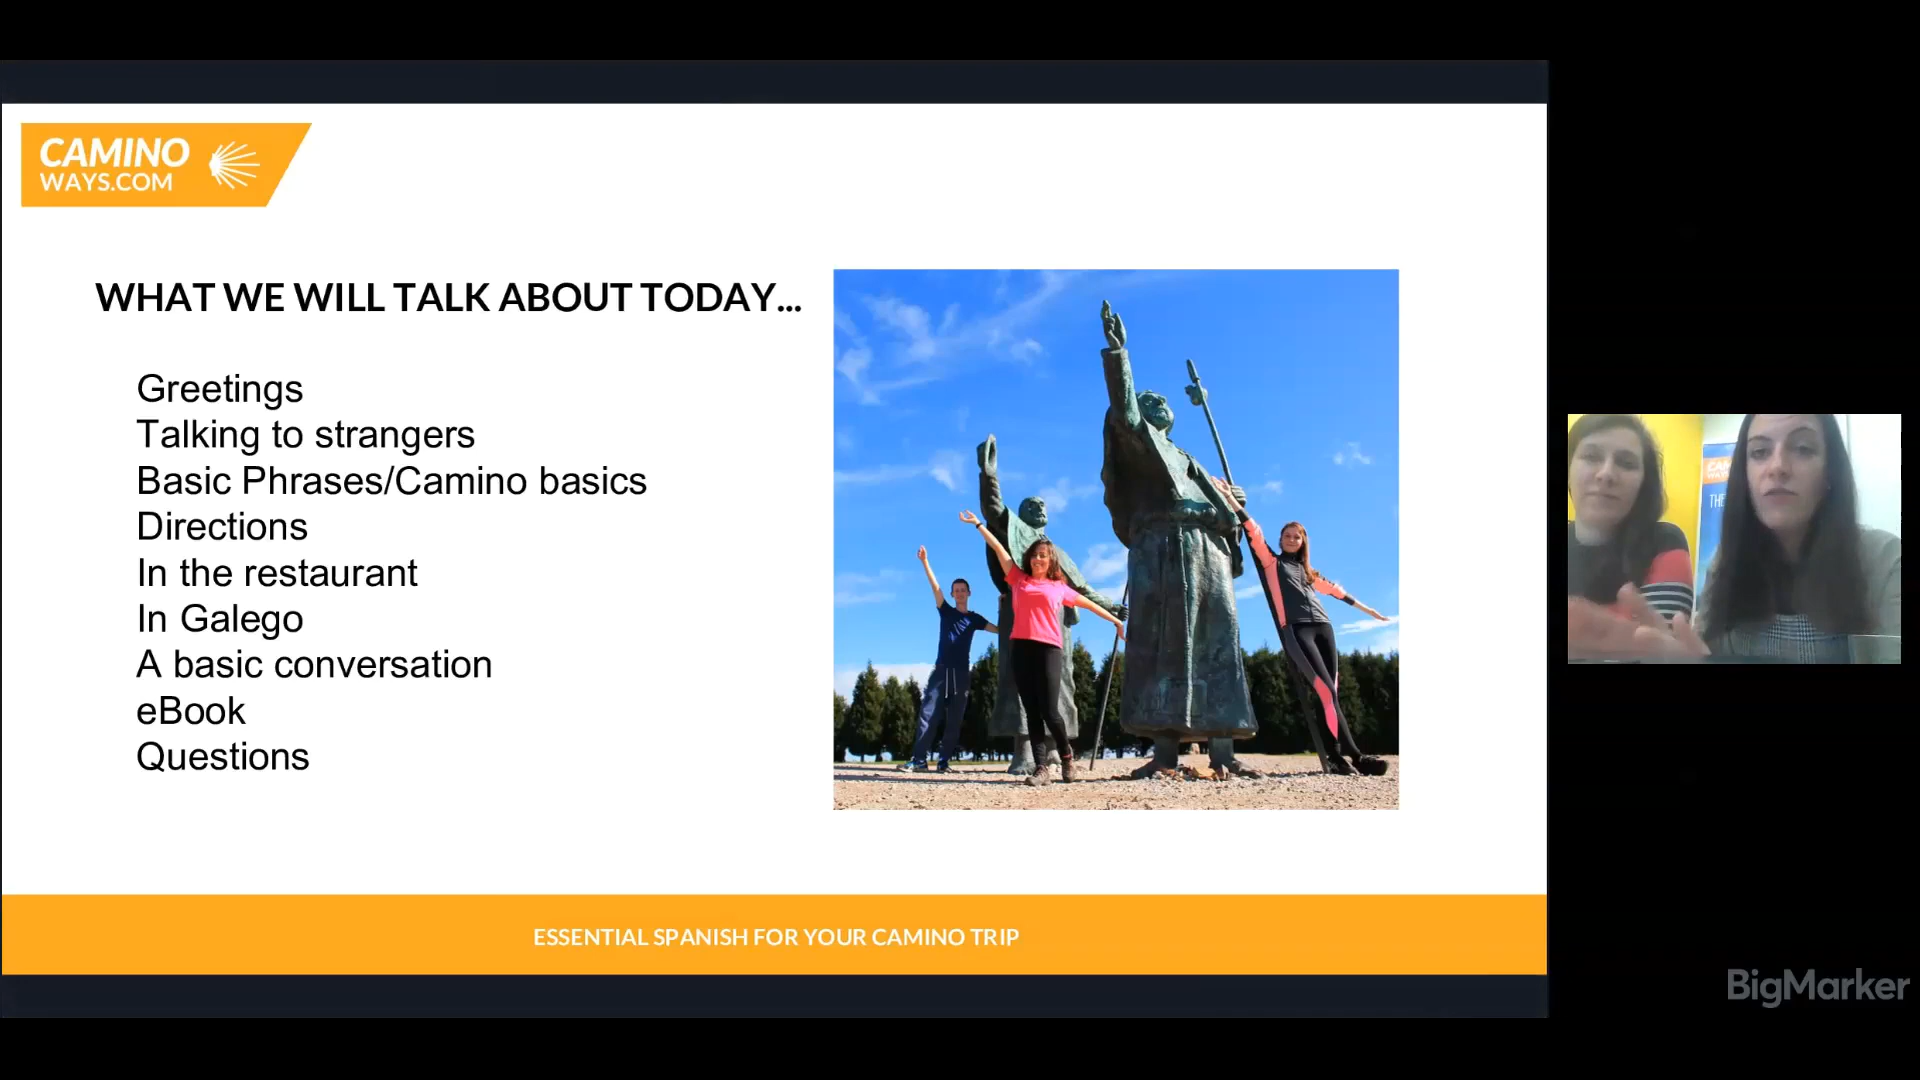 CAMINO
WAYS.COM
WHAT WE WILL TALK ABOUT TODAY...
Greetings
Talking to strangers
Basic Phrases/Camino basics
Directions
In the restaurant
In Galego
A basic conversation
eBook
Questions
ESSENTIAL SPANISH FOR YOUR CAMINO TRIP
THE
BigMarker